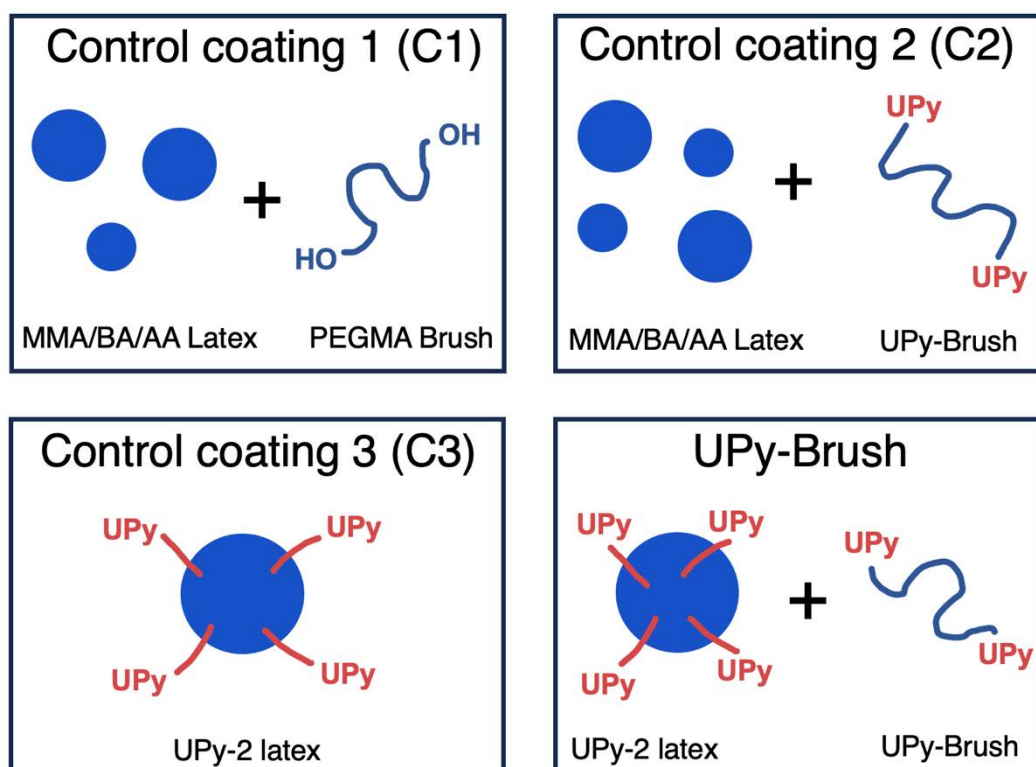 Control coating 1 (C1)
OH
+
HO
MMA/BA/AA Latex PEGMA Brush
Control coating 2 (C2)
UPy
+
UPy
MMA/BA/AA Latex UPy-Brush
Control coating 3 (C3)
UPy UPy
UPy UPy
UPy-2 latex
UPy-Brush
UPy UPy UPy
+
UPy UPy UPy
UPy-2 latex UPy-Brush